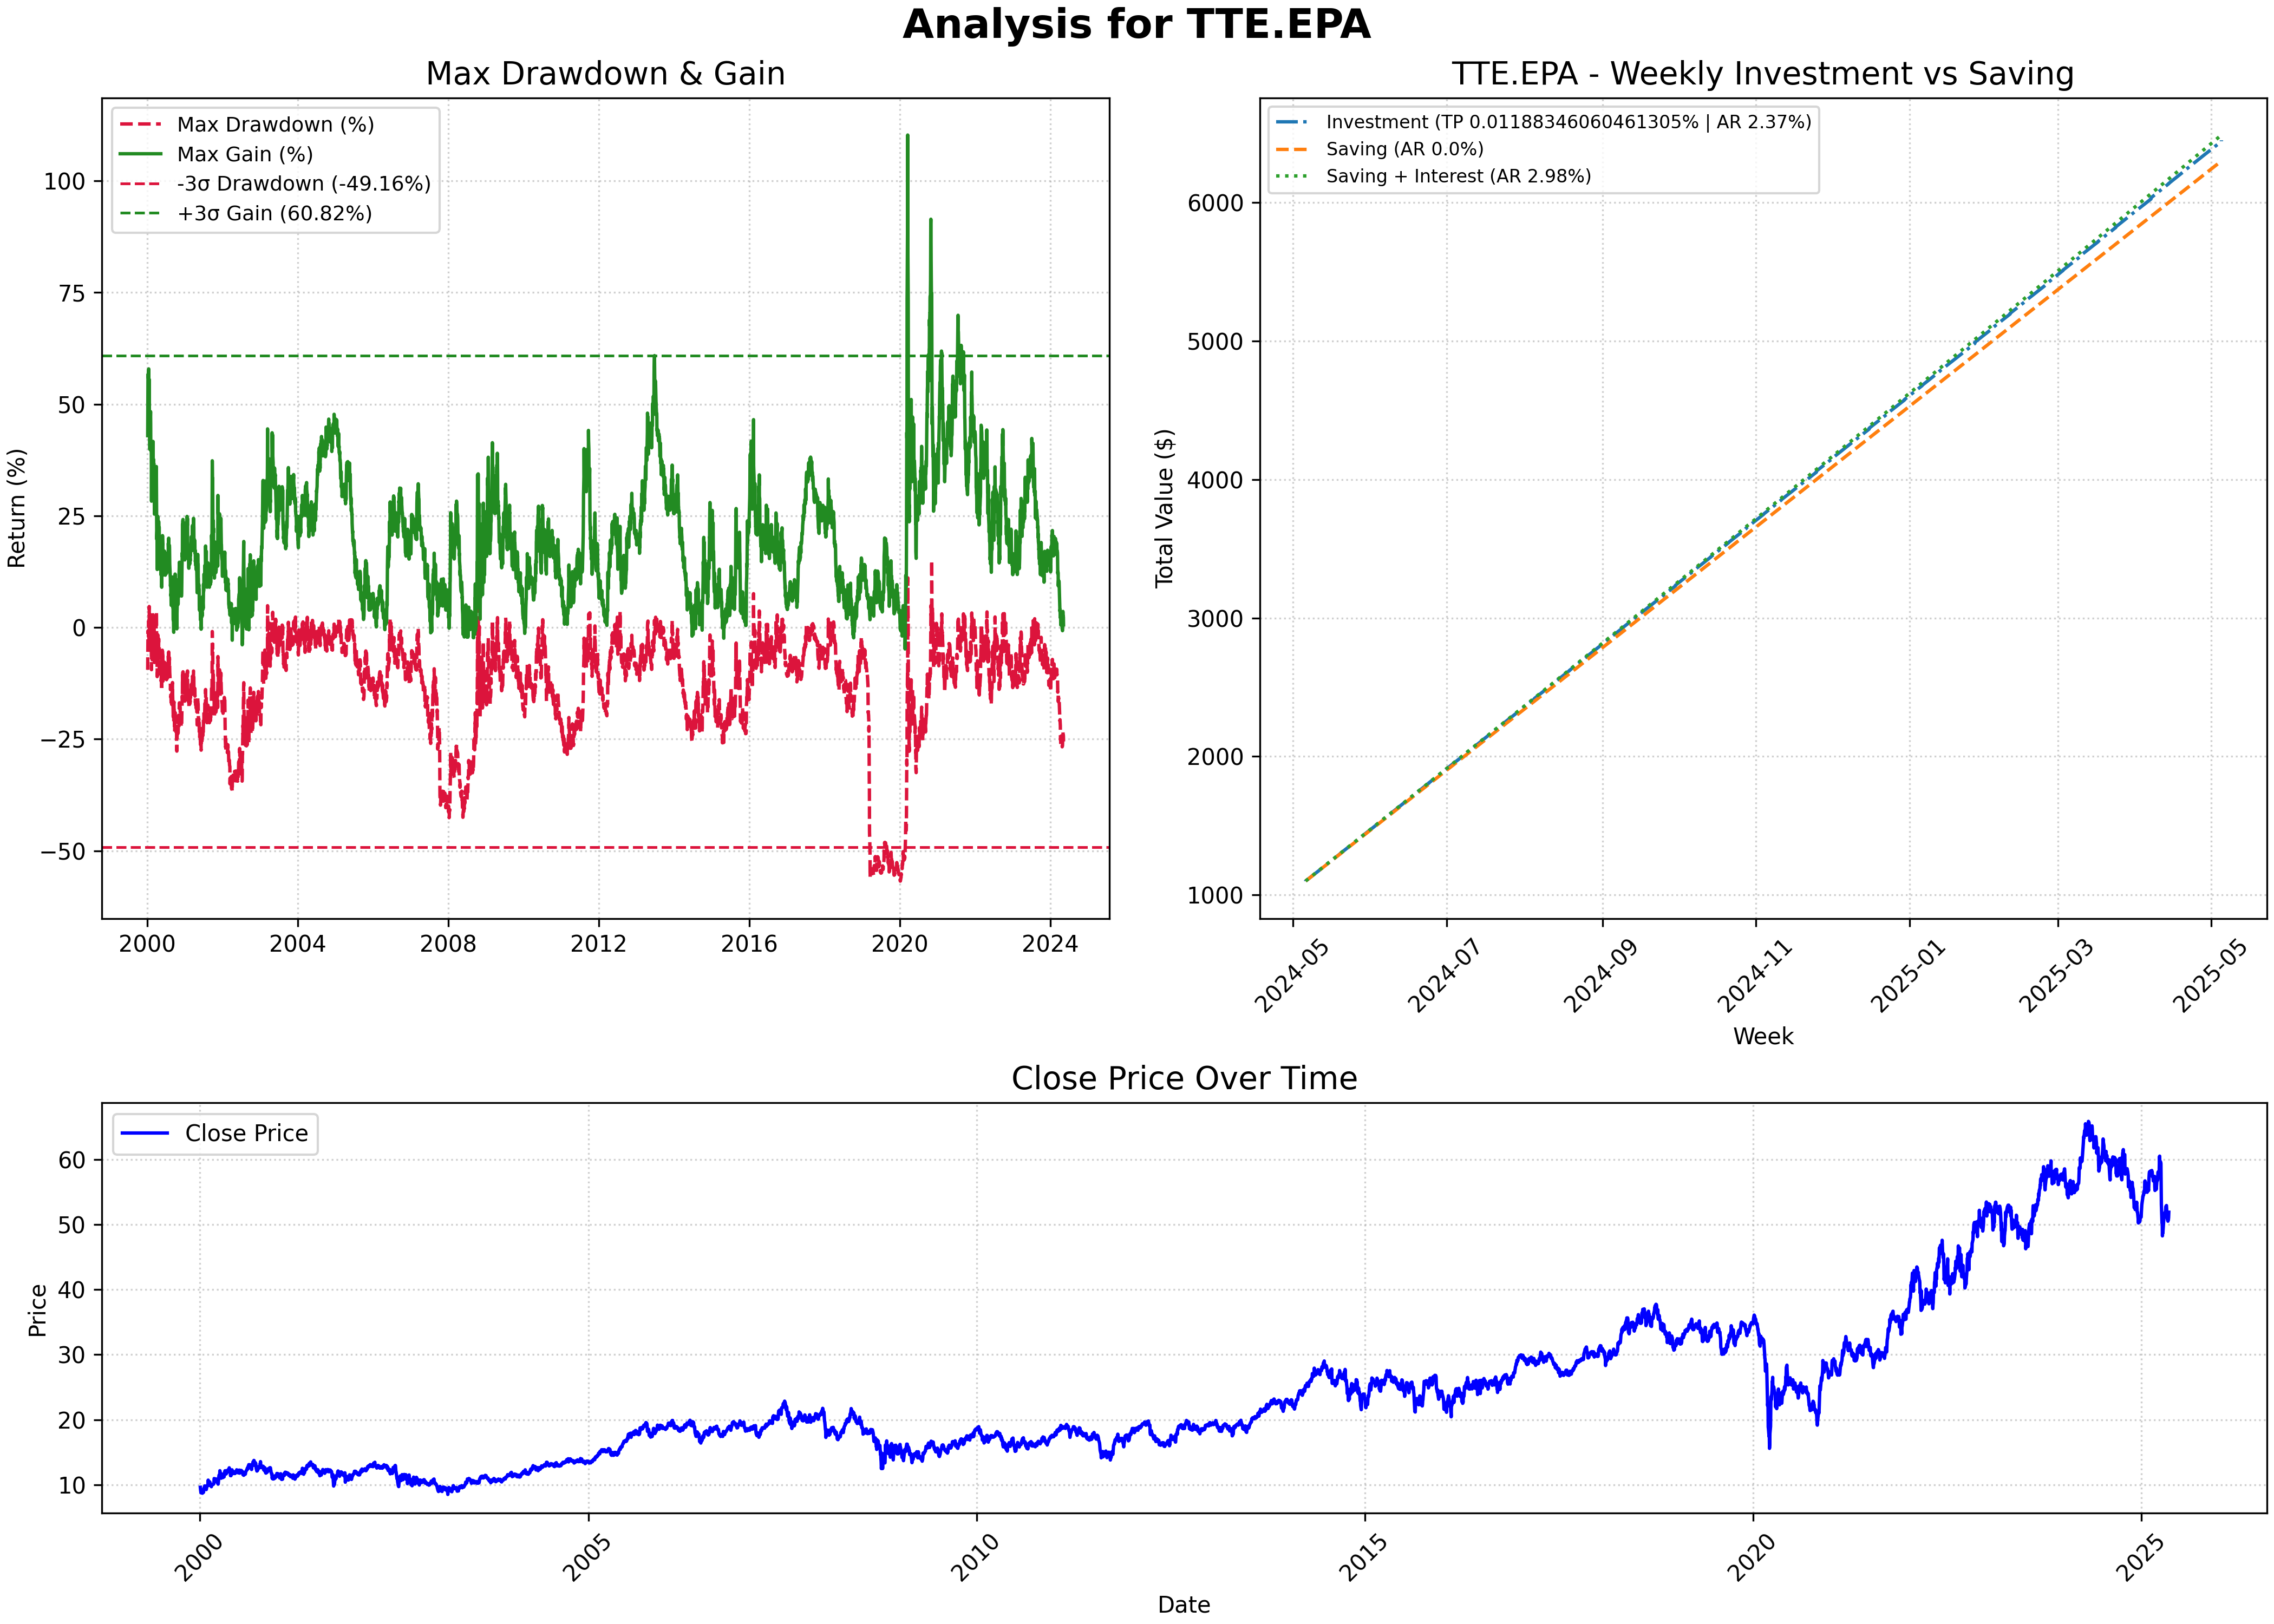 Analysis for TTE.EPA
Max Drawdown & Gain
Max Drawdown (%)
Max Gain (%)
-3σ Drawdown (-49.16%)
+3σ Gain (60.82%)
Return (%)
100
75
50
25
0
−25
−50
2000
2004
2008
2012
2016
2020
2024
TTE.EPA - Weekly Investment vs Saving
Investment (TP 0.01188346060461305% | AR 2.37%)
Saving (AR 0.0%)
Saving + Interest (AR 2.98%)
Total Value ($)
6000
5000
4000
3000
2000
1000
2024-05
2024-07
2024-09
2024-11
2025-01
2025-03
2025-05
Week
Close Price Over Time
Close Price
Price
60
50
40
30
20
10
2000
2005
2010
2015
2020
2025
Date